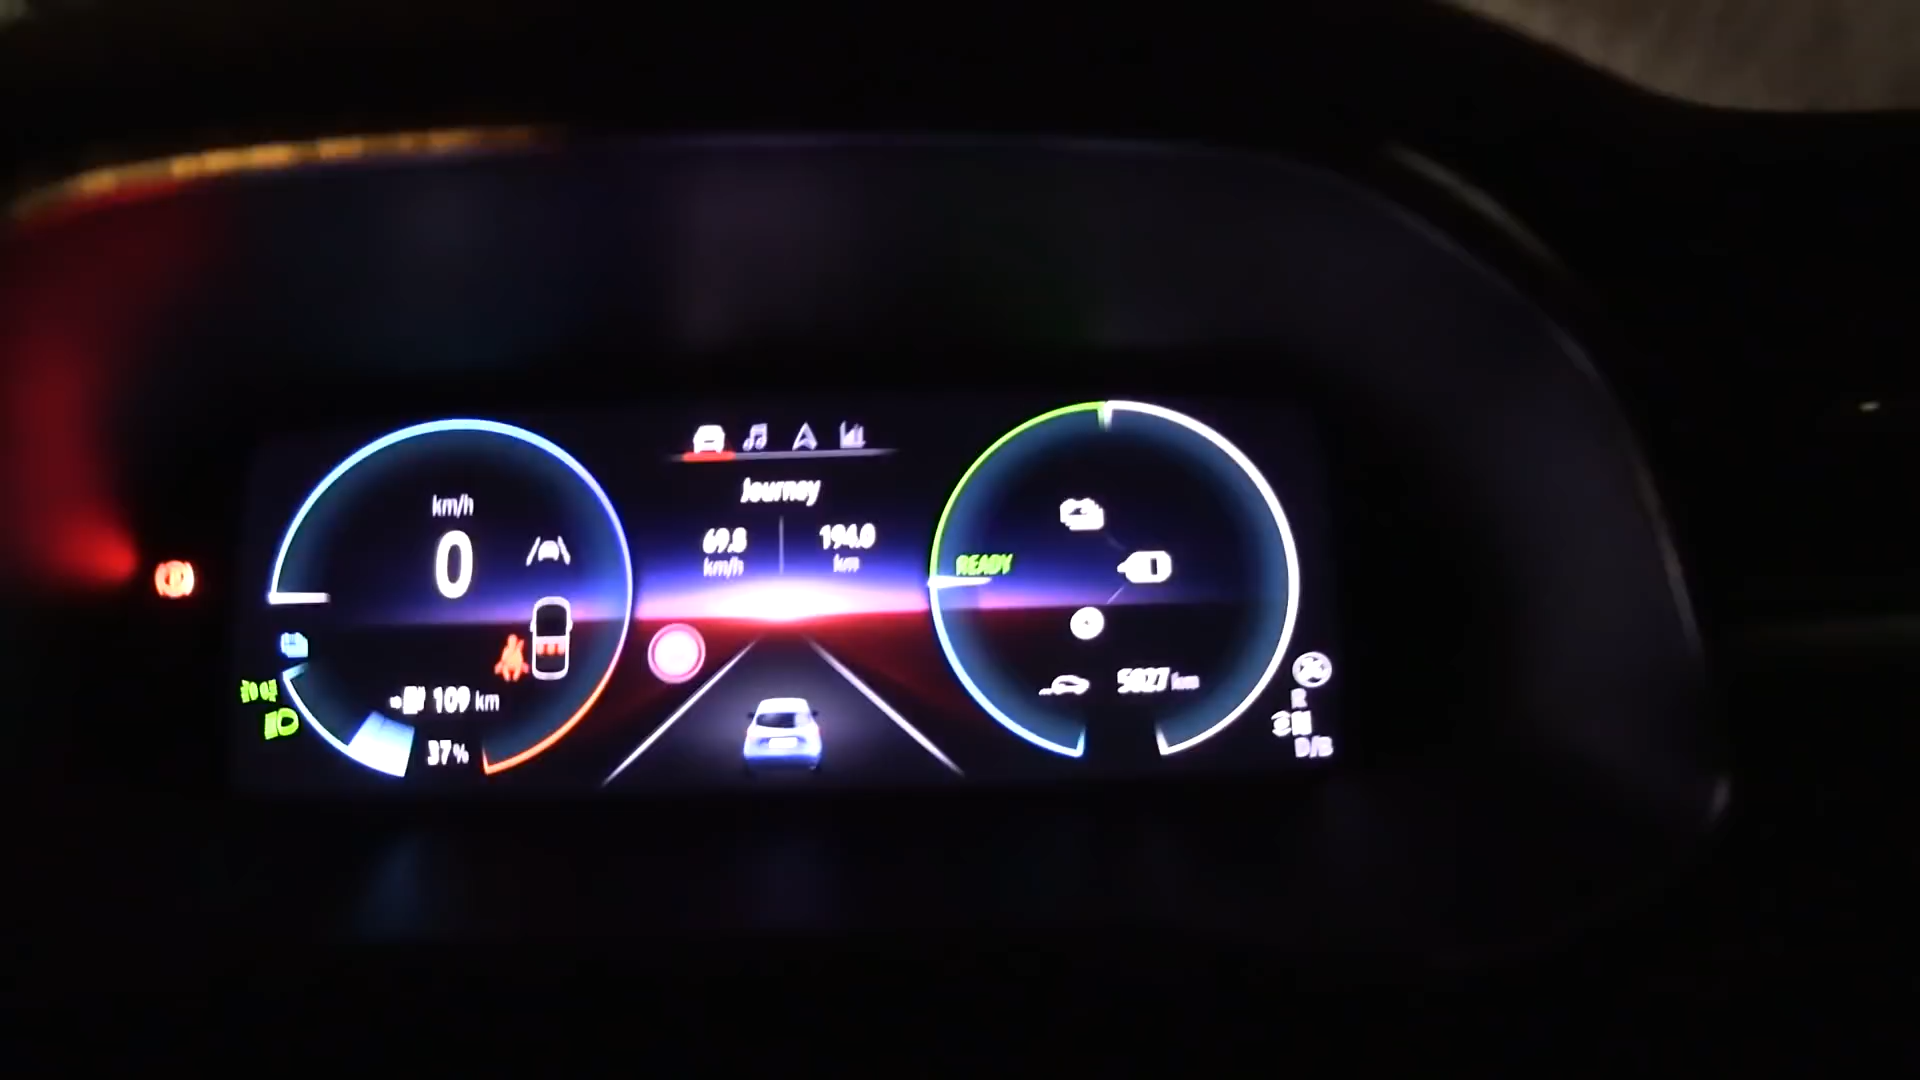 Journey
km/h
0
69.8
km/h
194.0
km
READY
109 km
37%
5027 km
R
N
D/B